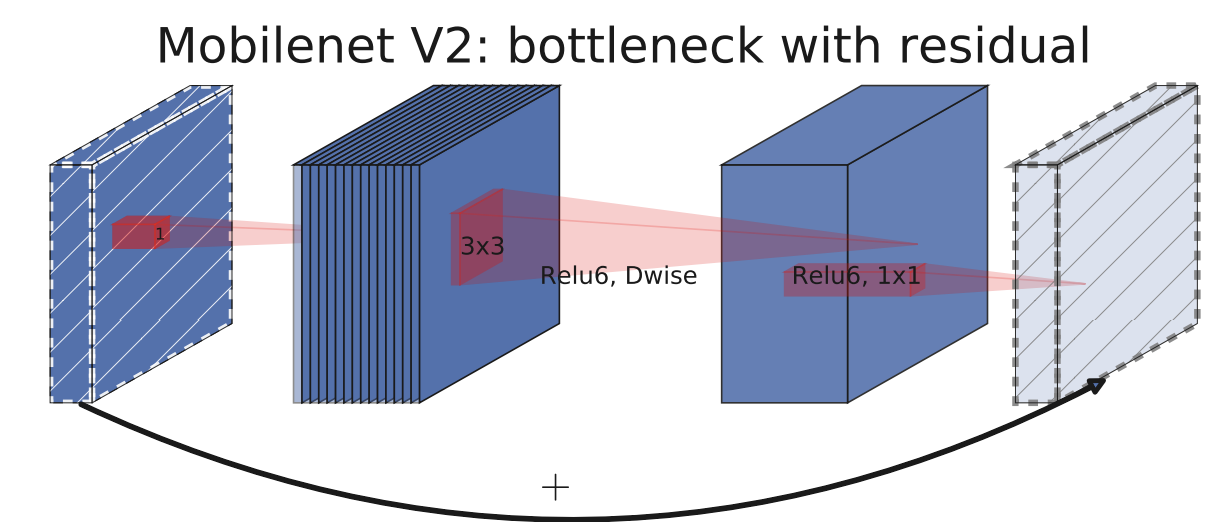 Mobilenet V2: bottleneck with residual
1
3x3
Relu6, Dwise
Relu6, 1x1
+